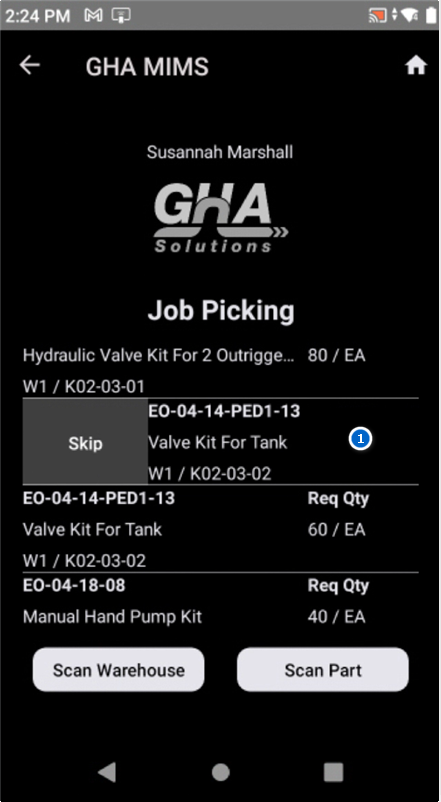 2:24 PM
GHA MIMS
Susannah Marshall
GHA
Solutions
Job Picking
Hydraulic Valve Kit For 2 Outrigge... 80 / EA
W1 / K02-03-01
EO-04-14-PED1-13
Skip Valve Kit For Tank 1
W1 / K02-03-02
EO-04-14-PED1-13 Req Qty
Valve Kit For Tank 60 / EA
W1 / K02-03-02
EO-04-18-08 Req Qty
Manual Hand Pump Kit 40 / EA
Scan Warehouse Scan Part